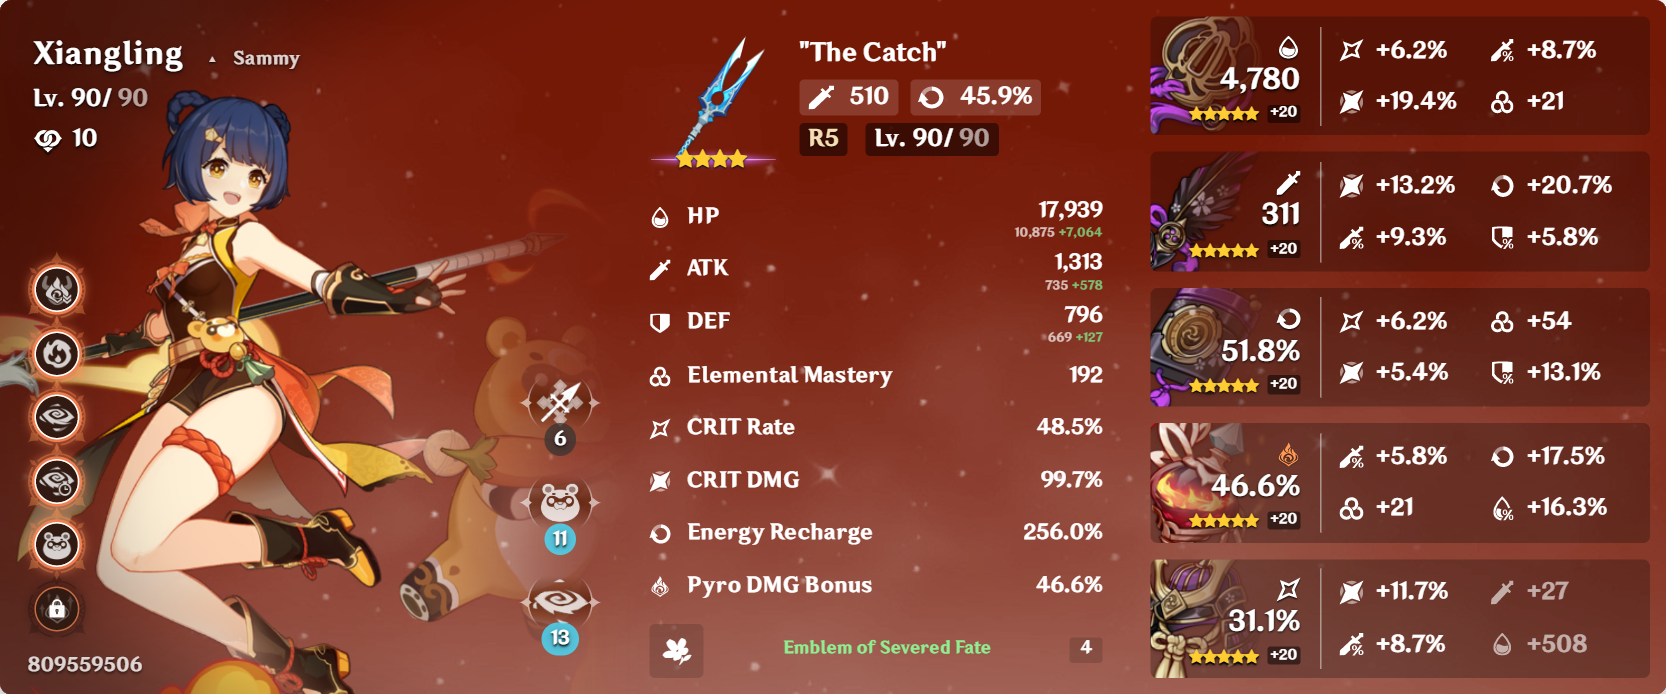 Xiangling ▲ Sammy
Lv. 90/ 90
10
6
11
13
809559506
"The Catch"
510 45.9%
R5 Lv. 90/ 90
HP 17,939
10,875 +7,064
ATK 1,313
735 +578
DEF 796
669 +127
Elemental Mastery 192
CRIT Rate 48.5%
CRIT DMG 99.7%
Energy Recharge 256.0%
Pyro DMG Bonus 46.6%
Emblem of Severed Fate 4
4,780
+20
+6.2% +8.7%
+19.4% +21
311
+20
+13.2% +20.7%
+9.3% +5.8%
51.8%
+20
+6.2% +54
+5.4% +13.1%
46.6%
+20
+5.8% +17.5%
+21 +16.3%
31.1%
+20
+11.7% +27
+8.7% +508